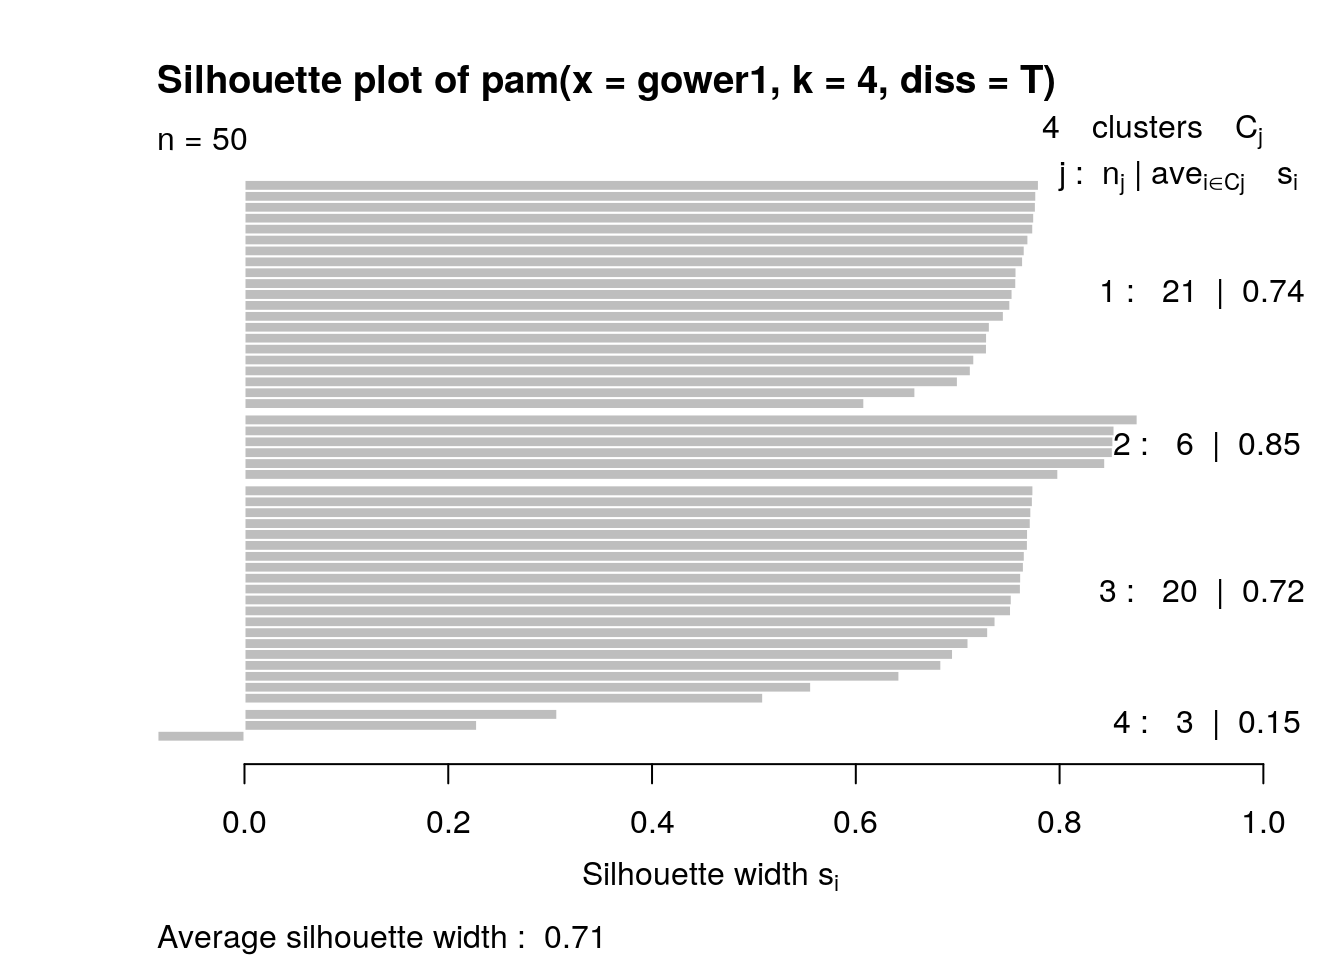 Silhouette plot of pam(x = gower1, k = 4, diss = T)
n = 50
4 clusters Cj
j : nj | avei∈Cj si
1 : 21 | 0.74
2 : 6 | 0.85
3 : 20 | 0.72
4 : 3 | 0.15
0.0 0.2 0.4 0.6 0.8 1.0
Silhouette width si
Average silhouette width : 0.71